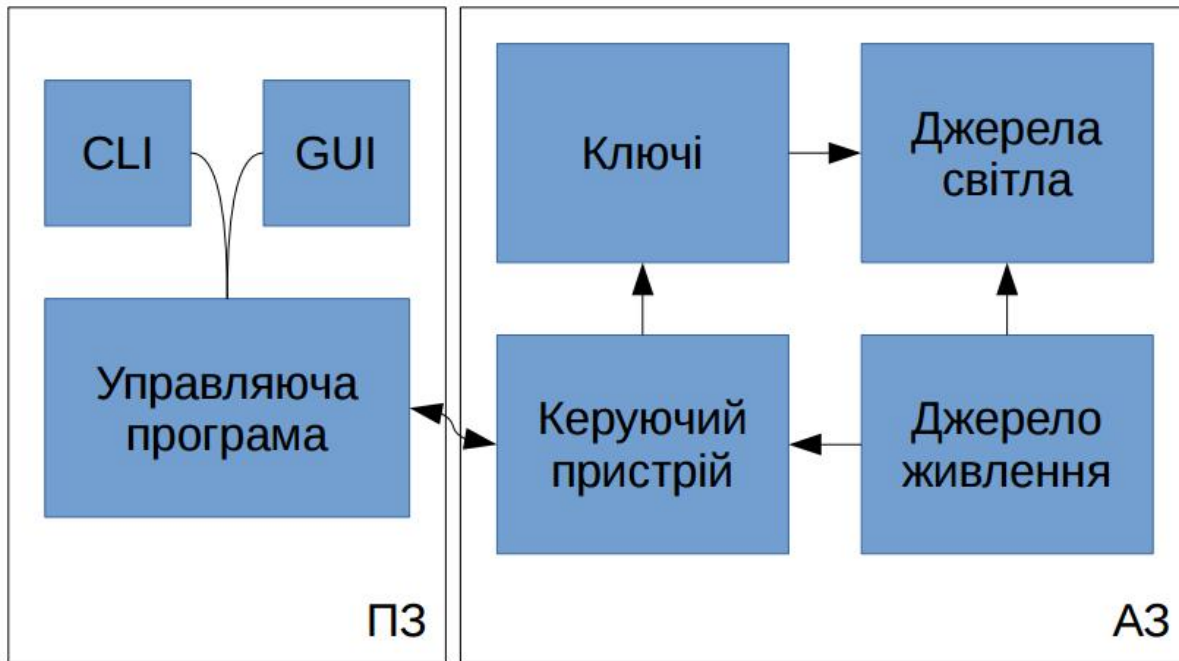 CLI
GUI
Управляюча
програма
ПЗ
Ключі
Джерела
світла
Керуючий
пристрій
Джерело
живлення
АЗ